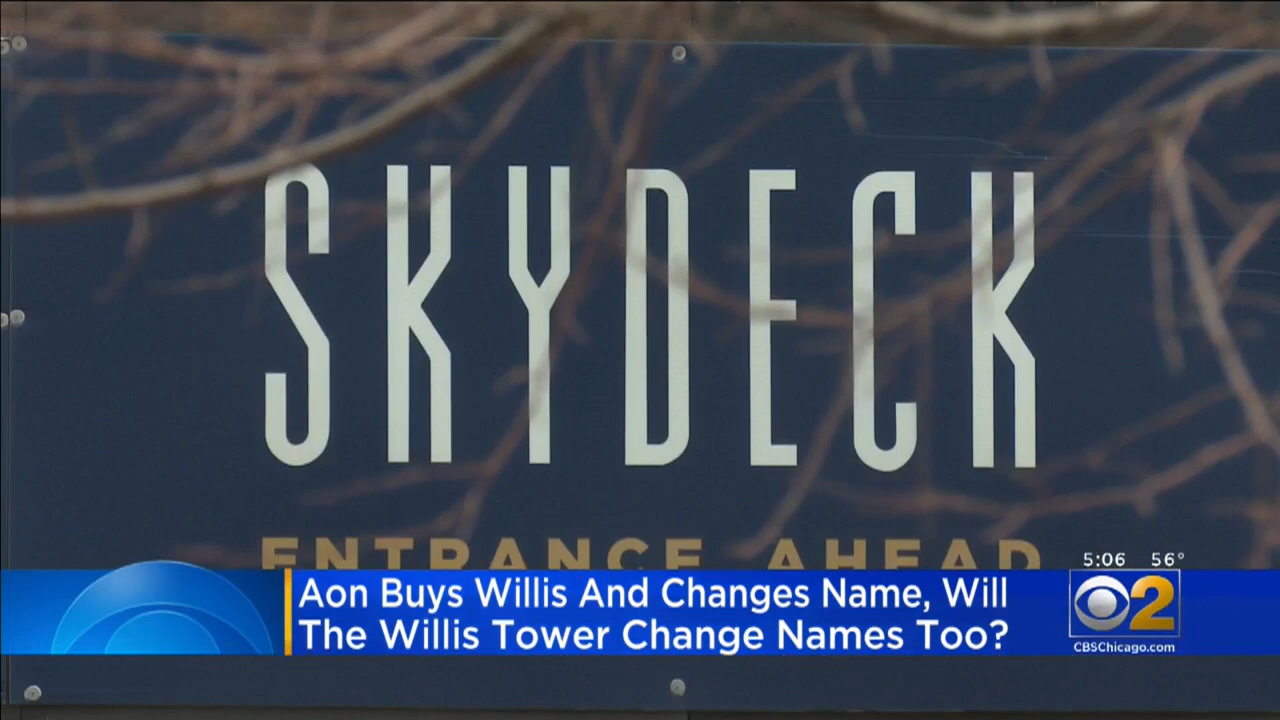 SKYDECK
ENTRANCE AHEAD
5:06 56°
Aon Buys Willis And Changes Name, Will
The Willis Tower Change Names Too?
2
CBSChicago.com